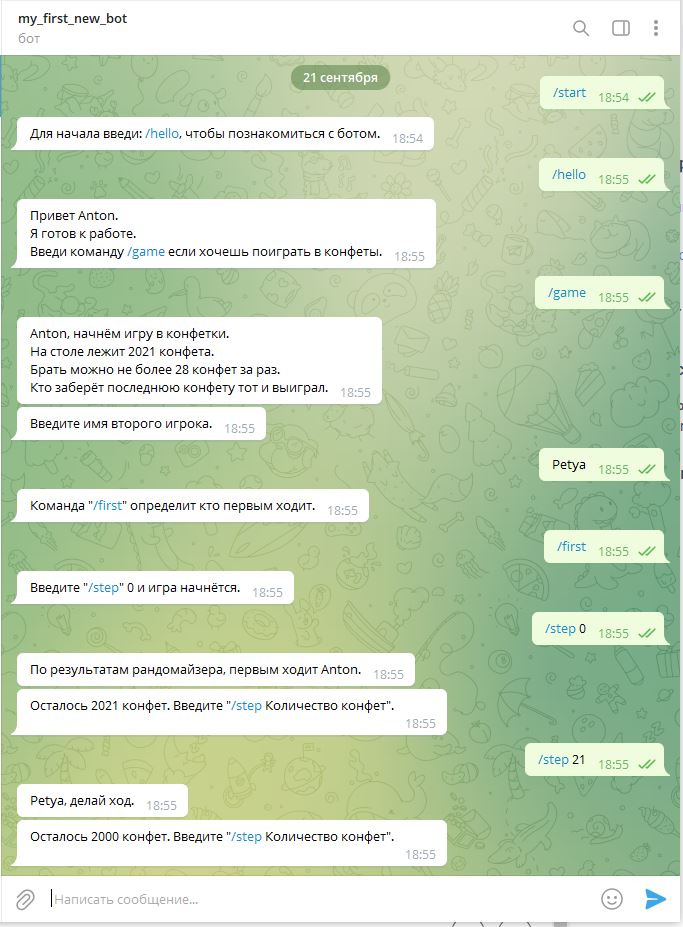 my_first_new_bot
бот
21 сентября
/start 18:54
Для начала введи: /hello, чтобы познакомиться с ботом. 18:54
/hello 18:55
Привет Anton.
Я готов к работе.
Введи команду /game если хочешь поиграть в конфеты. 18:55
/game 18:55
Anton, начнём игру в конфетки.
На столе лежит 2021 конфета.
Брать можно не более 28 конфет за раз.
Кто заберёт последнюю конфету тот и выиграл. 18:55
Введите имя второго игрока. 18:55
Petya 18:55
Команда "/first" определит кто первым ходит. 18:55
/first 18:55
Введите "/step" 0 и игра начнётся. 18:55
/step 0 18:55
По результатам рандомайзера, первым ходит Anton. 18:55
Осталось 2021 конфет. Введите "/step Количество конфет".
18:55
/step 21 18:55
Petya, делай ход. 18:55
Осталось 2000 конфет. Введите "/step Количество конфет".
18:55
Написать сообщение...